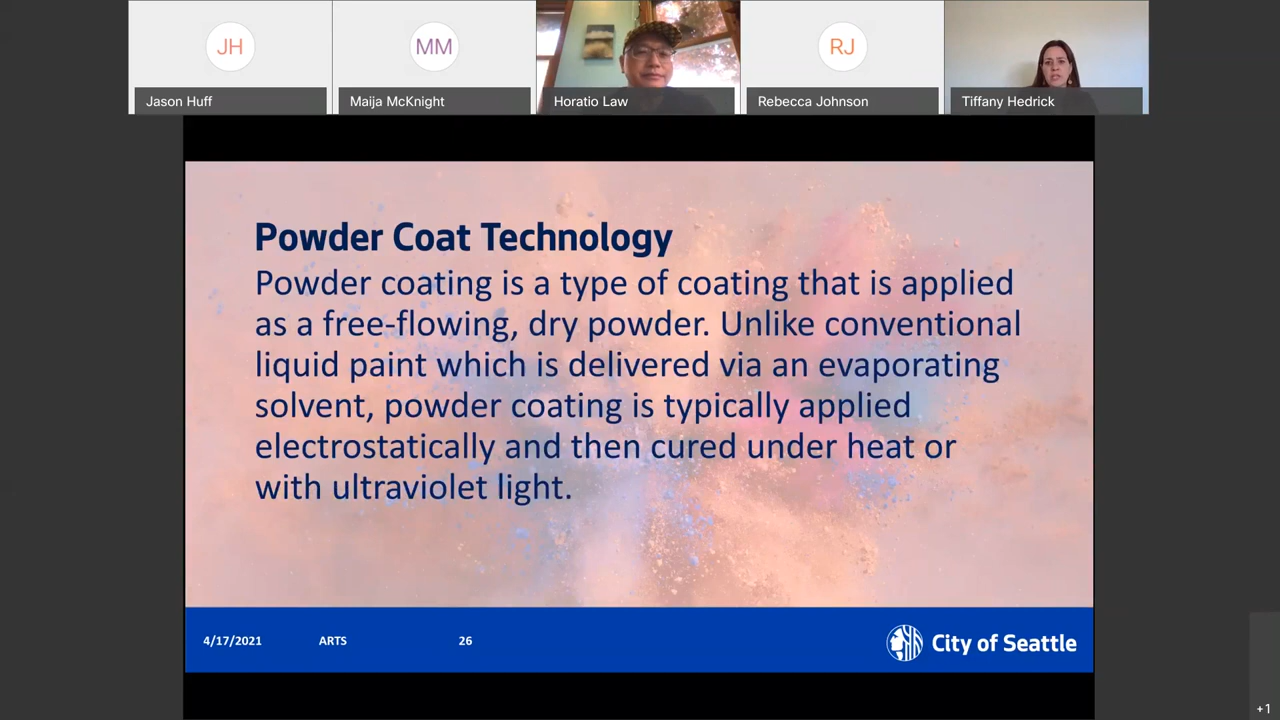 JH
MM
RJ
Jason Huff
Maija McKnight
Horatio Law
Rebecca Johnson
Tiffany Hedrick
Powder Coat Technology
Powder coating is a type of coating that is applied
as a free-flowing, dry powder. Unlike conventional
liquid paint which is delivered via an evaporating
solvent, powder coating is typically applied
electrostatically and then cured under heat or
with ultraviolet light.
4/17/2021
ARTS
26
City of Seattle
+1